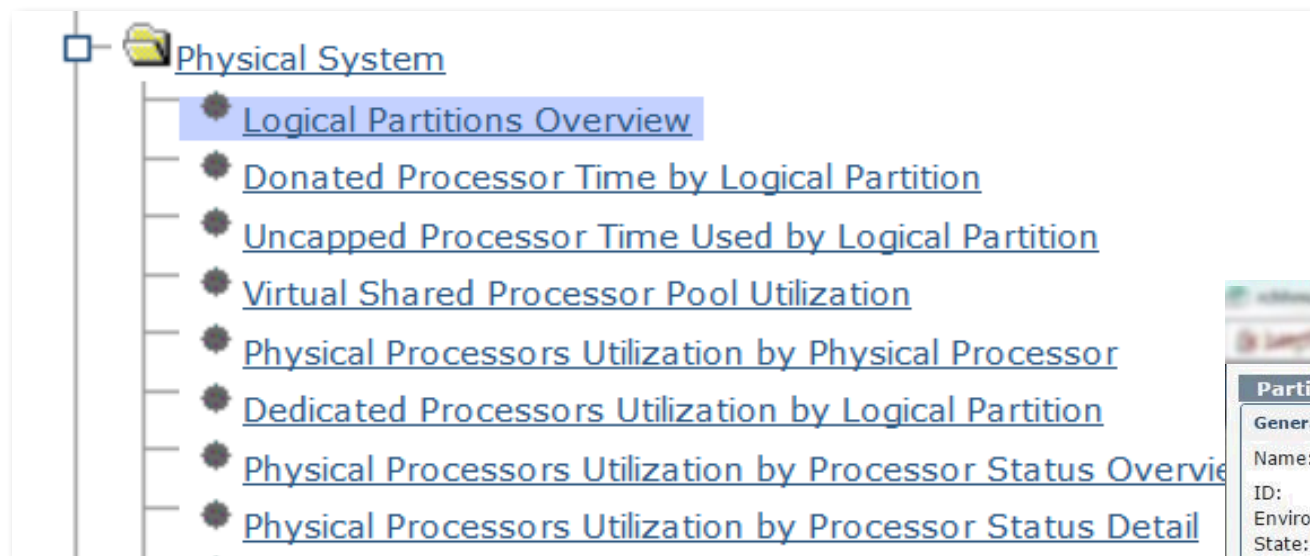 Physical System
Logical Partitions Overview
Donated Processor Time by Logical Partition
Uncapped Processor Time Used by Logical Partition
Virtual Shared Processor Pool Utilization
Physical Processors Utilization by Physical Processor
Dedicated Processors Utilization by Logical Partition
Physical Processors Utilization by Processor Status Overvie
Physical Processors Utilization by Processor Status Detail
Parti
Gener
Name:
ID:
Enviro
State: